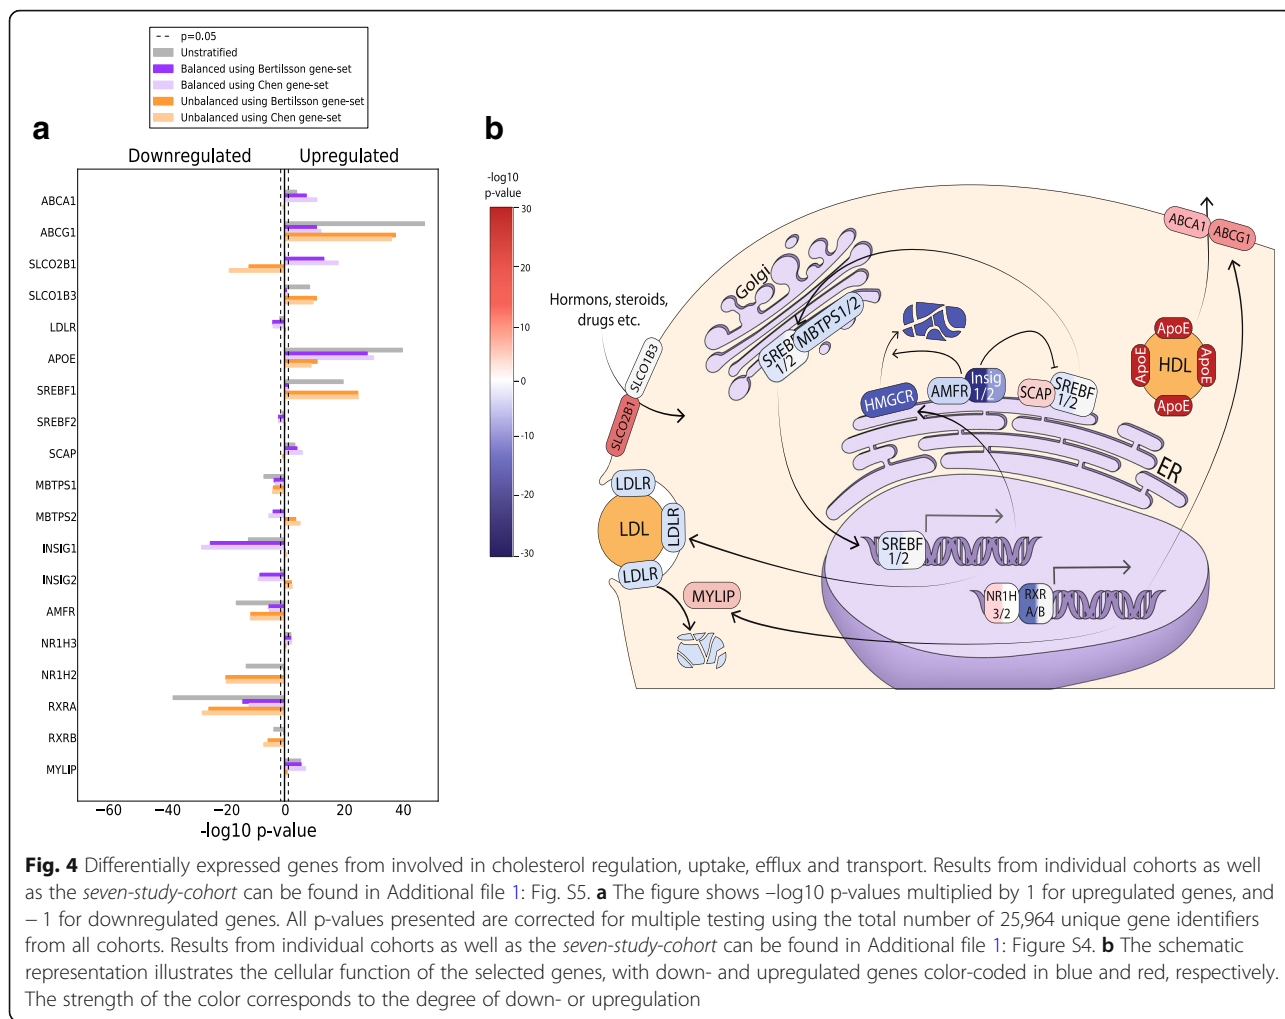 p=0.05
Unstratified
Balanced using Bertilsson gene-set
Balanced using Chen gene-set
Unbalanced using Bertilsson gene-set
Unbalanced using Chen gene-set
a
Downregulated
Upregulated
ABCA1
ABCG1
SLCO2B1
SLCO1B3
LDLR
APOE
SREBF1
SREBF2
SCAP
MBTPS1
MBTPS2
INSIG1
INSIG2
AMFR
NR1H3
NR1H2
RXRA
RXRB
MYLIP
−60 −40 −20 0 20 40
-log10 p-value
b
-log10
p-value
30
20
10
0
-10
-20
-30
Hormons, steroids,
drugs etc.
SLCO1B3
SLCO2B1
Golgi
SREBF
1/2
MBTPS1/2
HMGCR
AMFR
Insig
1/2
SCAP
SREBF
1/2
ABCA1
ABCG1
ApoE
ApoE
HDL
ApoE
ApoE
ER
LDLR
LDL
LDLR
LDLR
MYLIP
SREBF
1/2
NR1H
3/2
RXR
A/B
Fig. 4 Differentially expressed genes from involved in cholesterol regulation, uptake, efflux and transport. Results from individual cohorts as well
as the seven-study-cohort can be found in Additional file 1: Fig. S5. a The figure shows –log10 p-values multiplied by 1 for upregulated genes, and
− 1 for downregulated genes. All p-values presented are corrected for multiple testing using the total number of 25,964 unique gene identifiers
from all cohorts. Results from individual cohorts as well as the seven-study-cohort can be found in Additional file 1: Figure S4. b The schematic
representation illustrates the cellular function of the selected genes, with down- and upregulated genes color-coded in blue and red, respectively.
The strength of the color corresponds to the degree of down- or upregulation